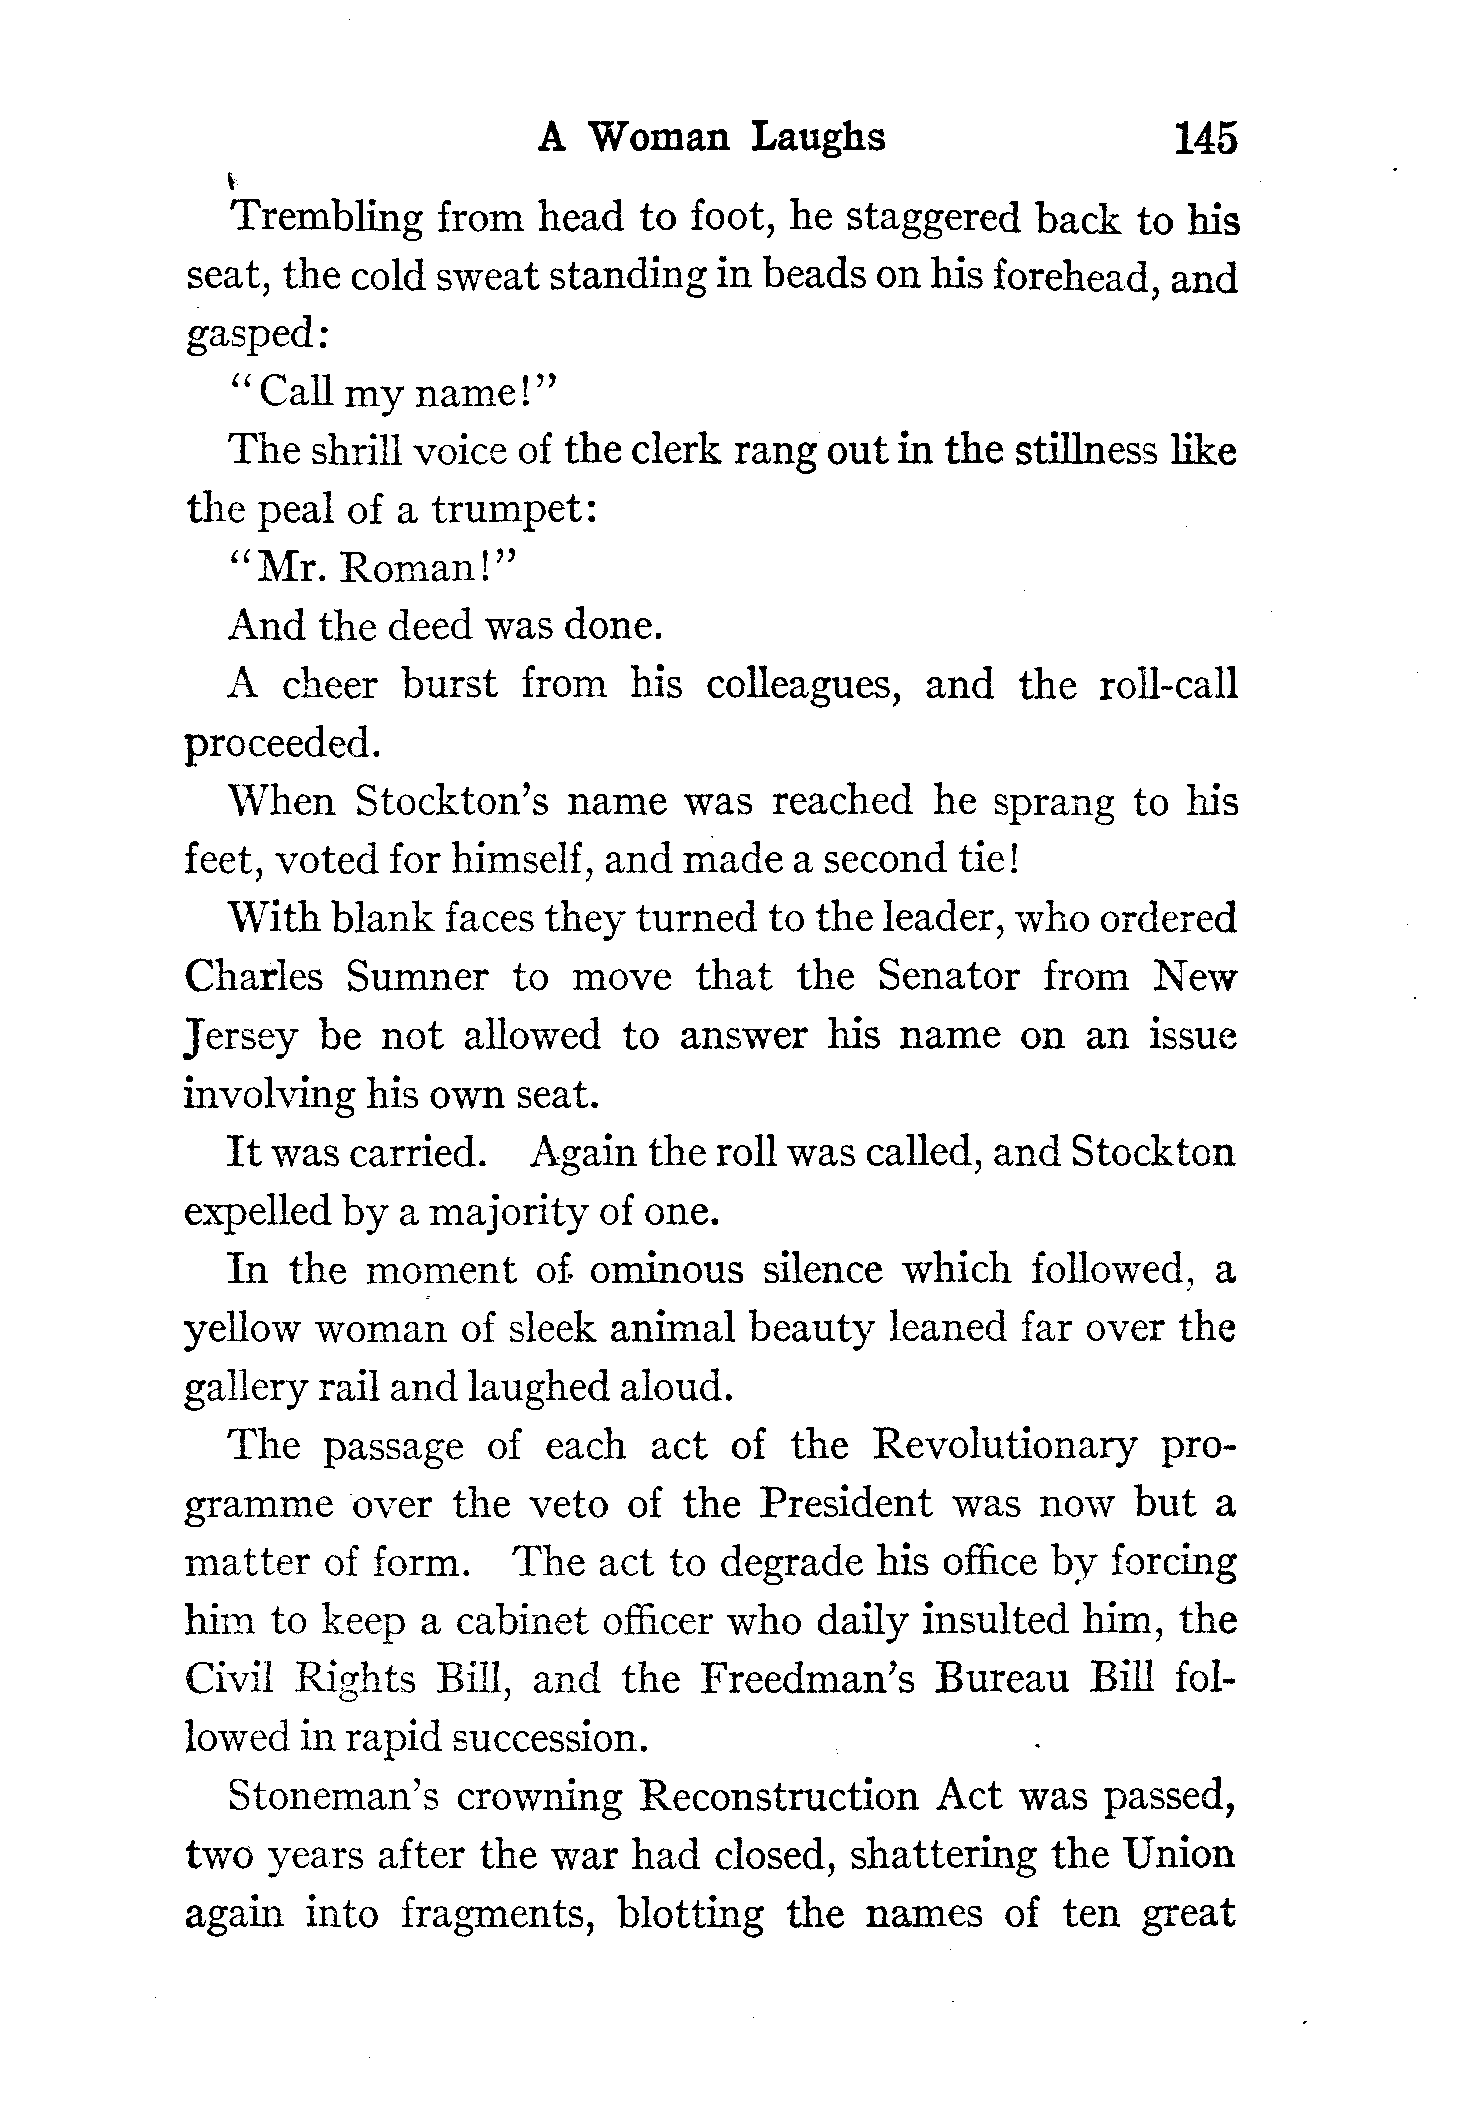 A Woman Laughs 145
Trembling from head to foot, he staggered back to his
seat, the cold sweat standing in beads on his forehead, and
gasped:
"Call my name!"
The shrill voice of the clerk rang out in the stillness like
the peal of a trumpet:
"Mr. Roman!"
And the deed was done.
A cheer burst from his colleagues, and the roll-call
proceeded.
When Stockton's name was reached he sprang to his
feet, voted for himself, and made a second tie!
With blank faces they turned to the leader, who ordered
Charles Sumner to move that the Senator from New
Jersey be not allowed to answer his name on an issue
involving his own seat.
It was carried. Again the roll was called, and Stockton
expelled by a majority of one.
In the moment of ominous silence which followed, a
yellow woman of sleek animal beauty leaned far over the
gallery rail and laughed aloud.
The passage of each act of the Revolutionary pro-
gramme over the veto of the President was now but a
matter of form. The act to degrade his office by forcing
him to keep a cabinet officer who daily insulted him, the
Civil Rights Bill, and the Freedman's Bureau Bill fol-
lowed in rapid succession.
Stoneman's crowning Reconstruction Act was passed,
two years after the war had closed, shattering the Union
again into fragments, blotting the names of ten great